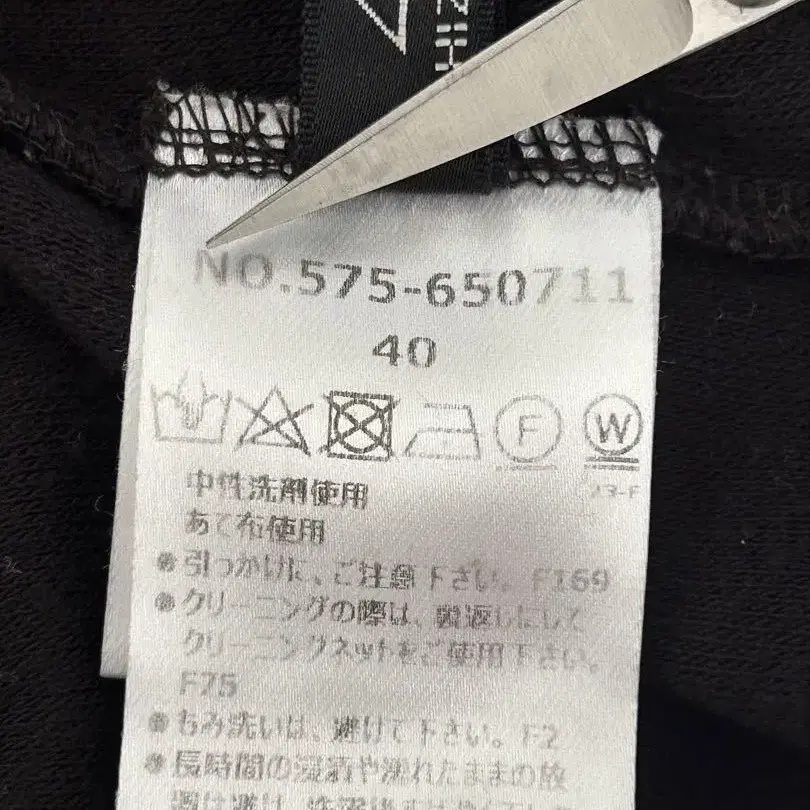 NO.575-650711
40
F
W
中性洗剤使用
あて布使用
●引っかけに、ご注意下さい。F169
●クリーニングの際は、裏返しにして
クリーニングネットをご使用下さい。
F75
●もみ洗いは、避けて下さい。F2
●長時間の浸漬や濡れたままの放